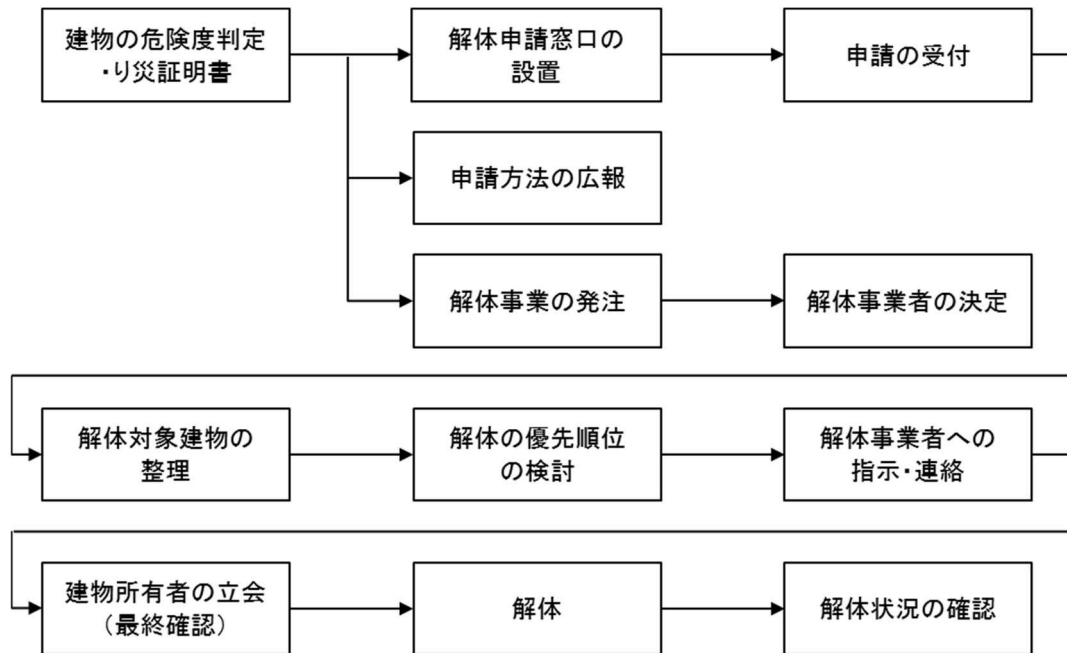 建物の危険度判定
・り災証明書
解体申請窓口の
設置
申請の受付
申請方法の広報
解体事業の発注
解体事業者の決定
解体対象建物の
整理
解体の優先順位
の検討
解体事業者への
指示・連絡
建物所有者の立会
（最終確認）
解体
解体状況の確認